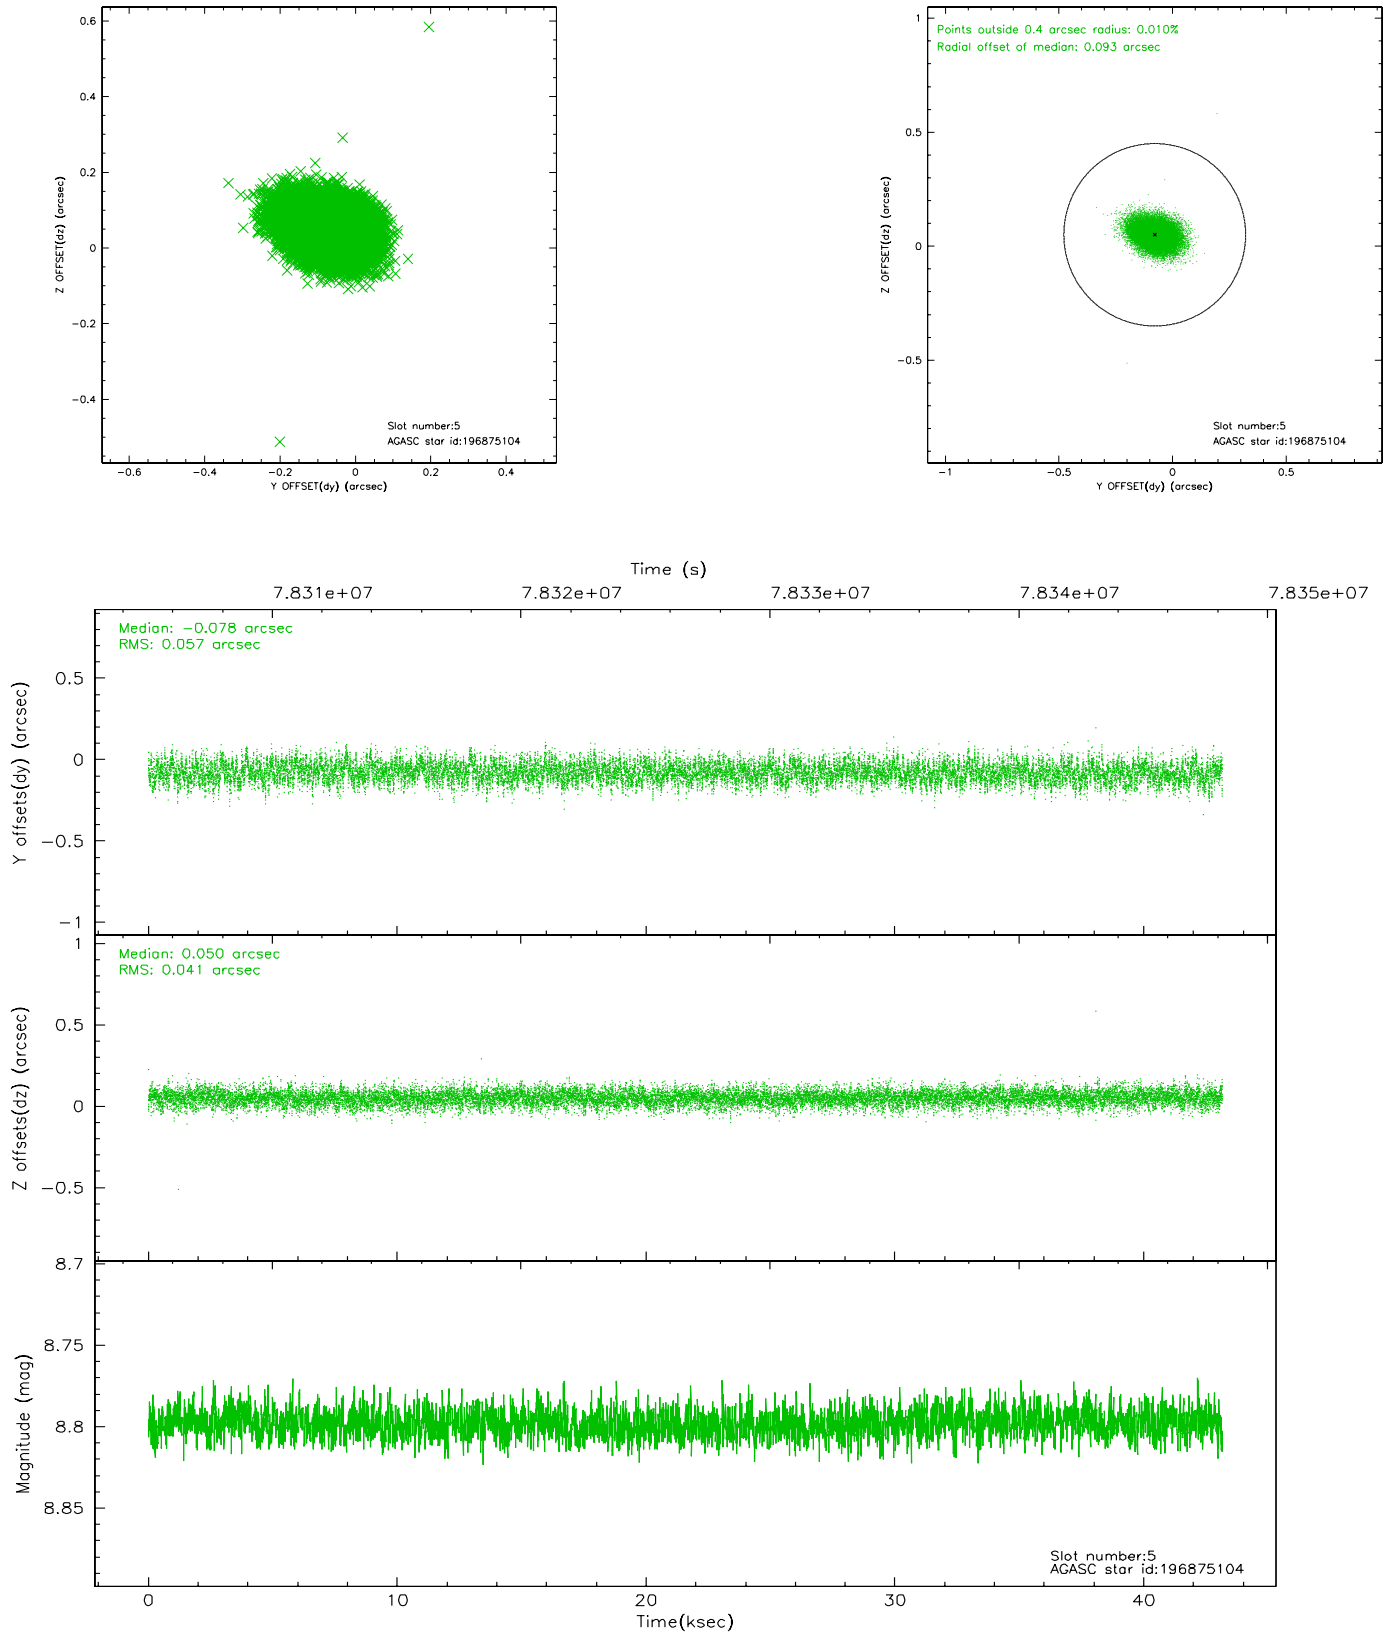 0.6
0.4
0.2
0
−0.2
−0.4
Z OFFSET(dz) (arcsec)
Slot number:5
AGASC star id:196875104
−0.6 −0.4 −0.2 0 0.2 0.4
Y OFFSET(dy) (arcsec)
Points outside 0.4 arcsec radius: 0.010%
Radial offset of median: 0.093 arcsec
1
0.5
0
−0.5
Z OFFSET(dz) (arcsec)
Slot number:5
AGASC star id:196875104
−1 −0.5 0 0.5
Y OFFSET(dy) (arcsec)
Time (s)
7.831e+07 7.832e+07 7.833e+07 7.834e+07 7.835e+07
Median: −0.078 arcsec
RMS: 0.057 arcsec
0.5
0
−0.5
−1
Y offsets(dy) (arcsec)
Median: 0.050 arcsec
RMS: 0.041 arcsec
1
0.5
0
−0.5
Z offsets(dz) (arcsec)
8.7
8.75
8.8
8.85
Magnitude (mag)
Slot number:5
AGASC star id:196875104
0 10 20 30 40
Time(ksec)